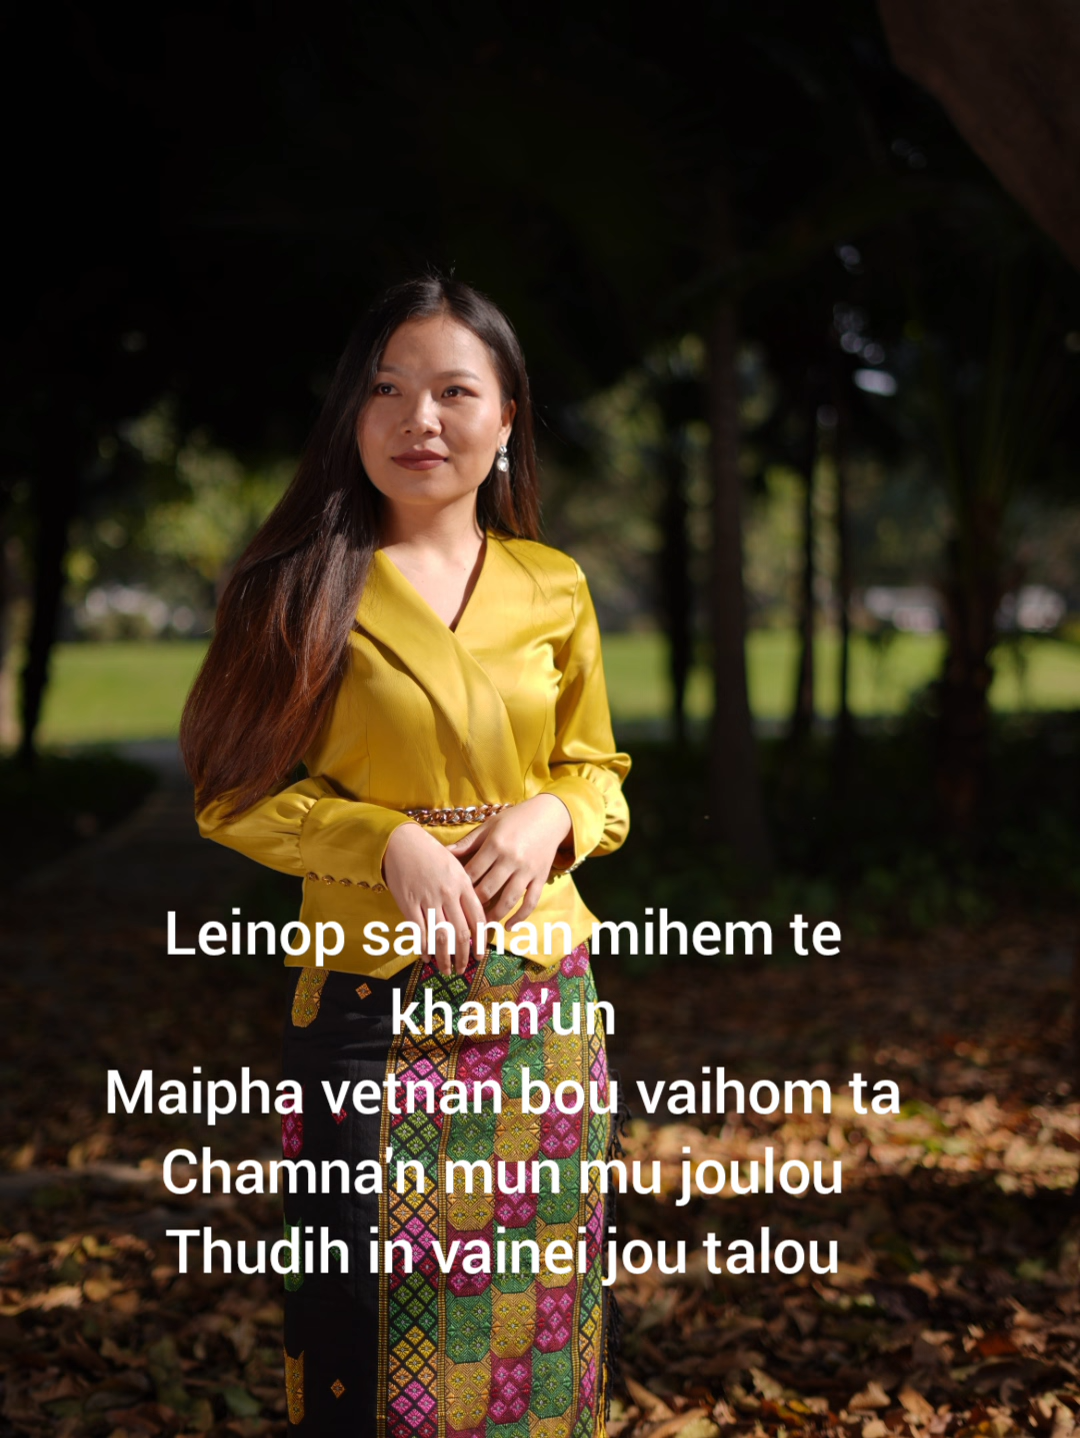 Leinop sah nan mihem te
kham'un
Maipha vetnan bou vaihom ta
Chamna'n mun mu joulou
Thudih in vainei jou talou